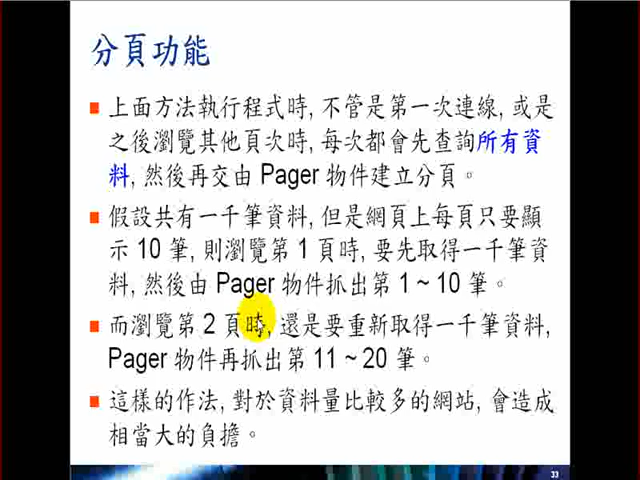 分頁功能
上面方法執行程式時, 不管是第一次連線, 或是
之後瀏覽其他頁次時, 每次都會先查詢所有資
料, 然後再交由 Pager 物件建立分頁。
假設共有一千筆資料, 但是網頁上每頁只要顯
示 10 筆, 則瀏覽第 1 頁時, 要先取得一千筆資
料, 然後由 Pager 物件抓出第 1 ~ 10 筆。
而瀏覽第 2 頁時, 還是要重新取得一千筆資料,
Pager 物件再抓出第 11 ~ 20 筆。
這樣的作法, 對於資料量比較多的網站, 會造成
相當大的負擔。
33